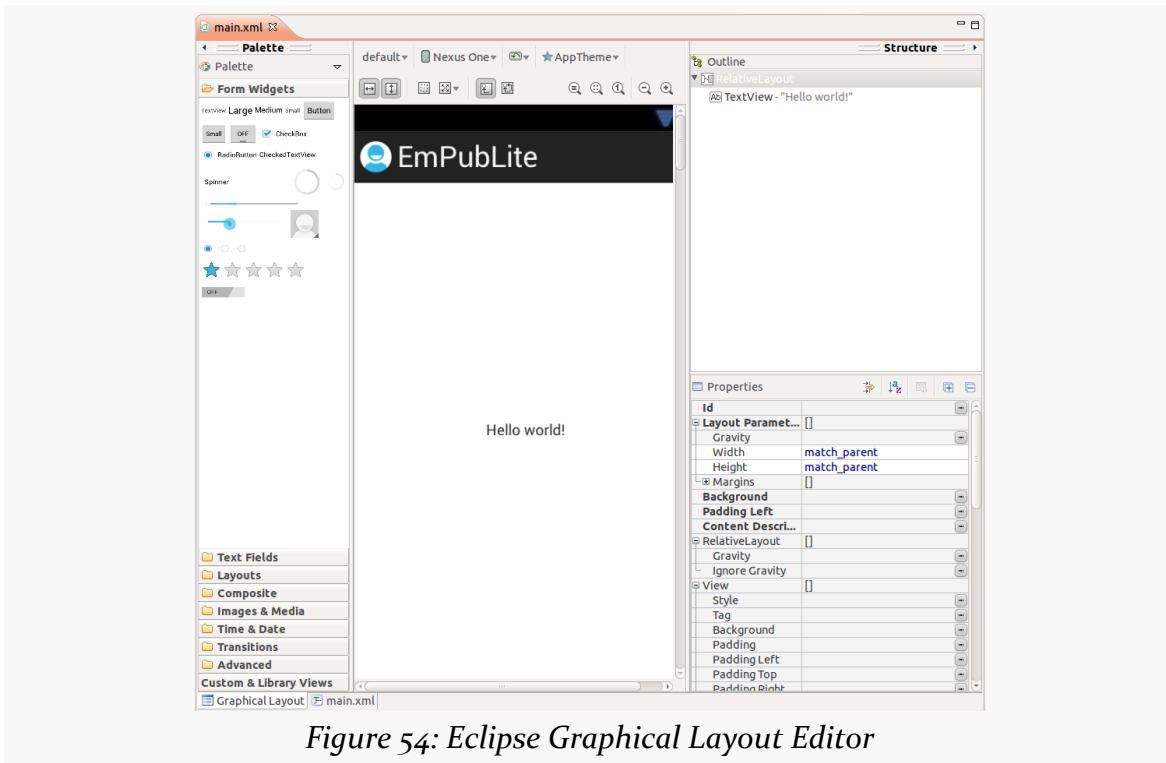 main.xml
Palette
Palette
Form Widgets
TextView Large Medium Small Button
Small OFF CheckBox
RadioButton CheckedTextView
Spinner
OFF
Text Fields
Layouts
Composite
Images & Media
Time & Date
Transitions
Advanced
Custom & Library Views
Graphical Layout main.xml
default Nexus One AppTheme
EmPubLite
Hello world!
Structure
Outline
RelativeLayout
Ab TextView - "Hello world!"
Properties
Id
Layout Paramet... []
Gravity
Width match_parent
Height match_parent
Margins []
Background
Padding Left
Content Descri...
RelativeLayout []
Gravity
Ignore Gravity
View []
Style
Tag
Background
Padding
Padding Left
Padding Top
Padding Right
Figure 54: Eclipse Graphical Layout Editor